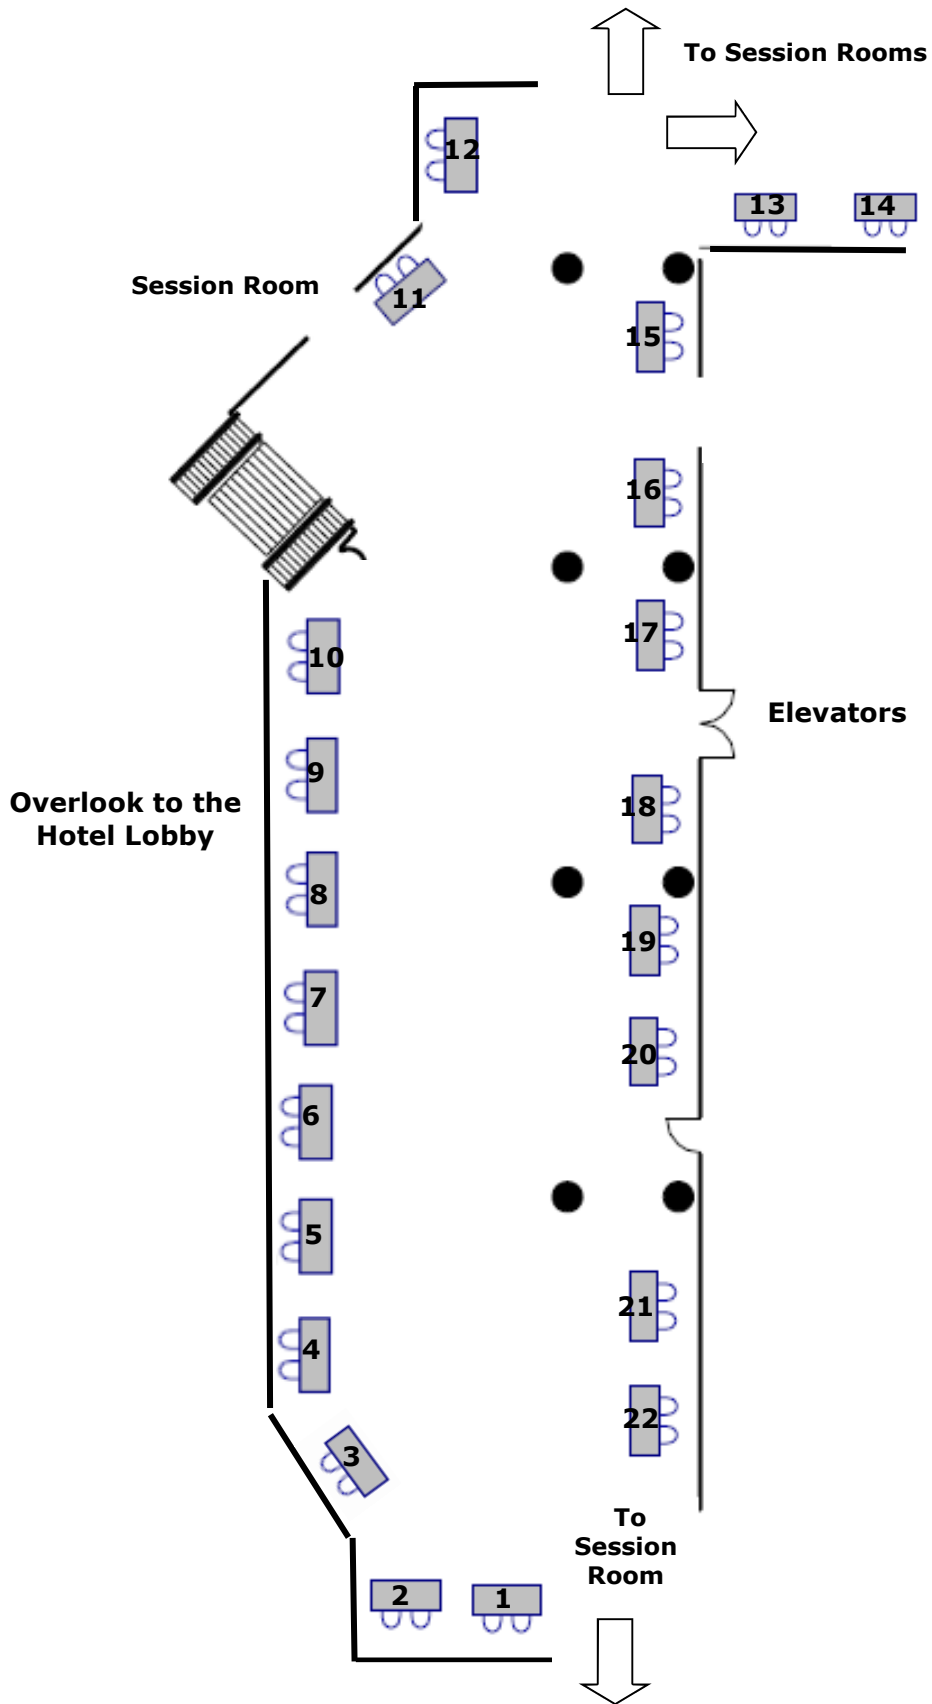 To Session Rooms
12
13
14
Session Room
11
15
16
17
10
Elevators
9
Overlook to the
Hotel Lobby
18
8
19
7
20
6
5
21
4
22
3
To
Session
Room
2
1